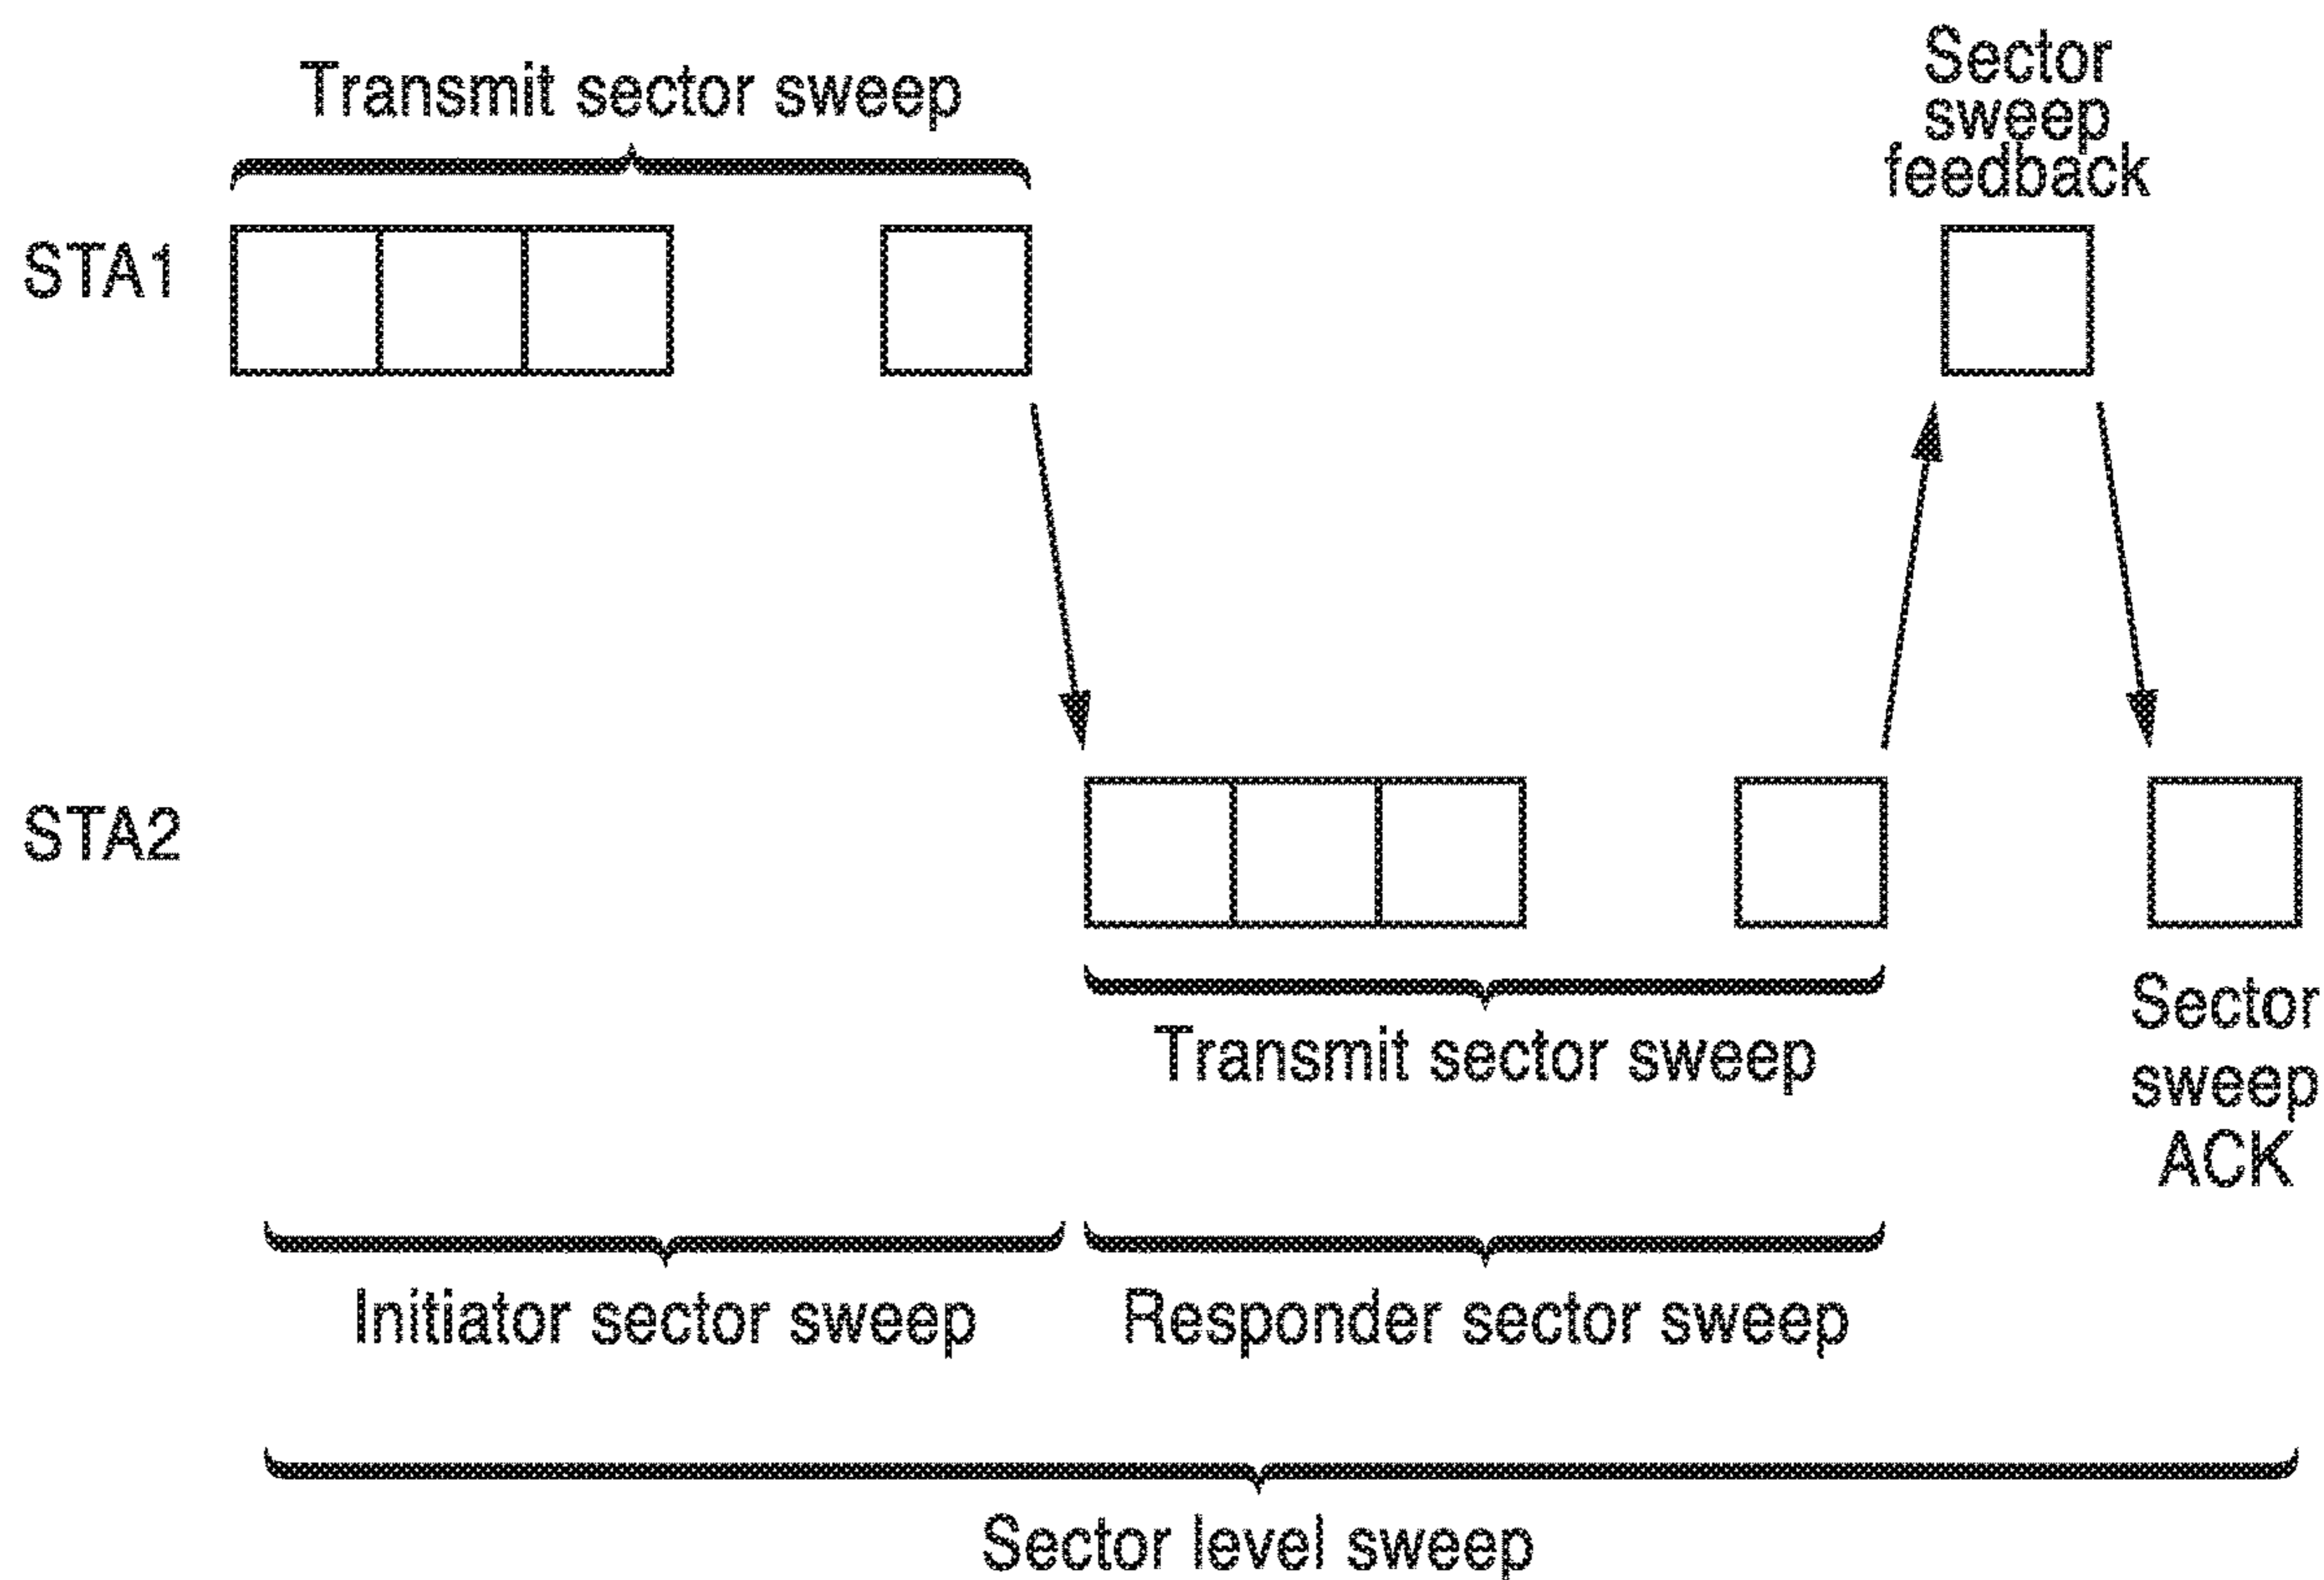 Transmit sector sweep
Sector
sweep
feedback
STA1
STA2
Transmit sector sweep
Sector
sweep
ACK
Initiator sector sweep
Responder sector sweep
Sector level sweep